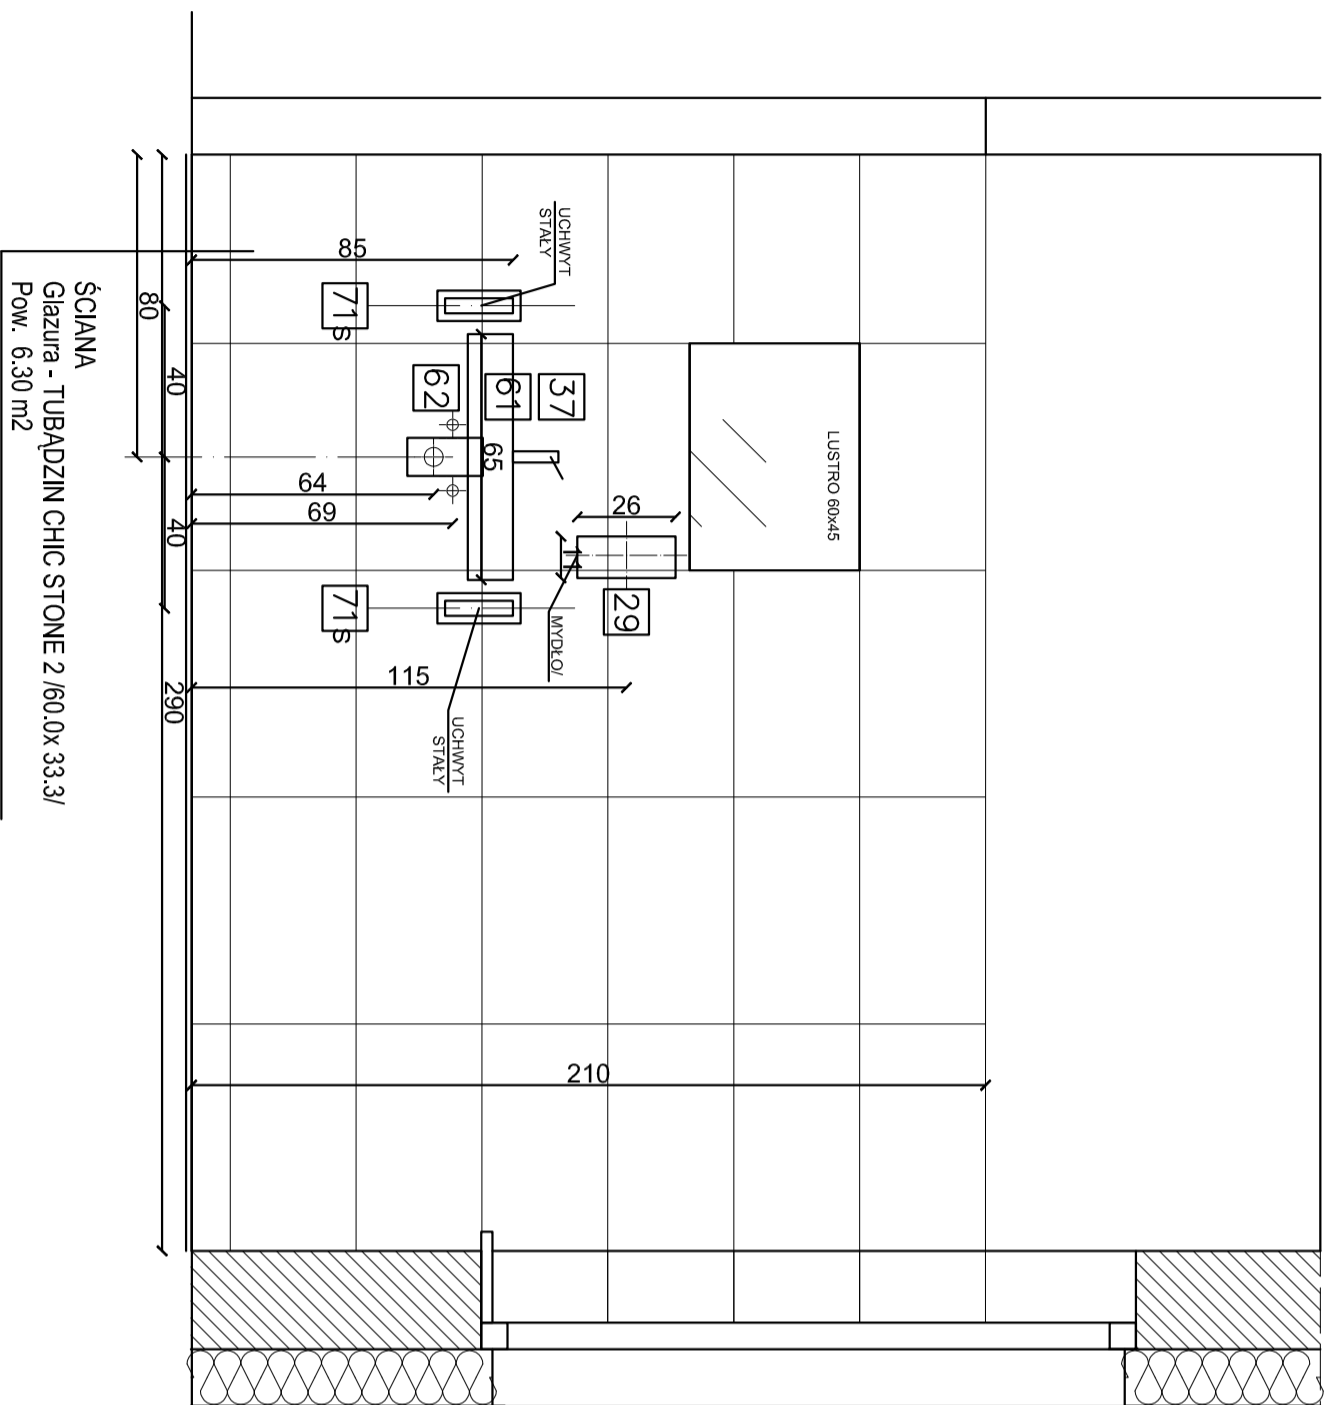 LUSTRO 60x45
UCHWYT
STAŁY
85
71s
37
61
62
65
64
69
26
11
29
MYDŁO/
71s
115
UCHWYT
STAŁY
210
40
40
80
290
ŚCIANA
Glazura - TUBĄDZIN CHIC STONE 2 /60.0x 33.3/
Pow. 6.30 m2